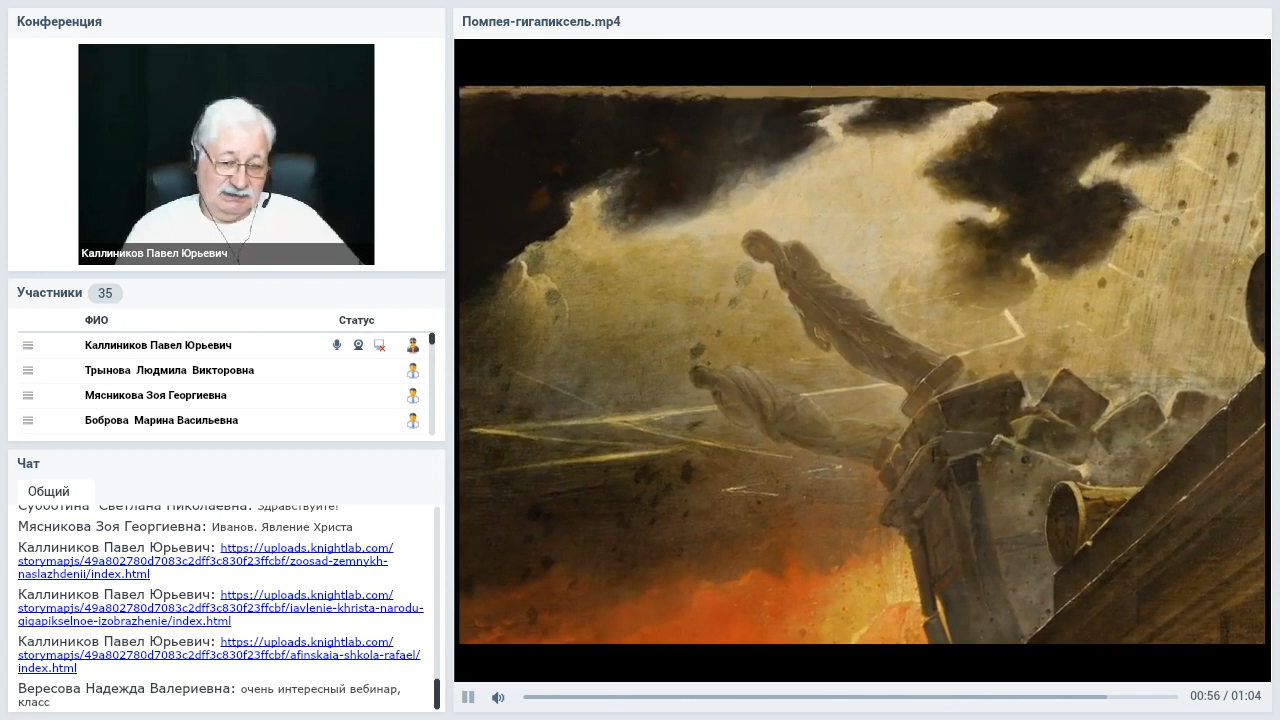 Конференция
Каллиников Павел Юрьевич
Участники 35
ФИО Статус
Каллиников Павел Юрьевич
Трынова Людмила Викторовна
Мясникова Зоя Георгиевна
Боброва Марина Васильевна
Чат
Общий
Субботина Светлана Николаевна: Здравствуйте!
Мясникова Зоя Георгиевна: Иванов. Явление Христа
Каллиников Павел Юрьевич: https://uploads.knightlab.com/
storymapjs/49a802780d7083c2dff3c830f23ffcbf/zoosad-zemnykh-
naslazhdenii/index.html
Каллиников Павел Юрьевич: https://uploads.knightlab.com/
storymapjs/49a802780d7083c2dff3c830f23ffcbf/iavlenie-khrista-narodu-
gigapikselnoe-izobrazhenie/index.html
Каллиников Павел Юрьевич: https://uploads.knightlab.com/
storymapjs/49a802780d7083c2dff3c830f23ffcbf/afinskaia-shkola-rafael/
index.html
Вересова Надежда Валериевна: очень интересный вебинар,
класс
Помпея-гигапиксель.mp4
00:56 / 01:04